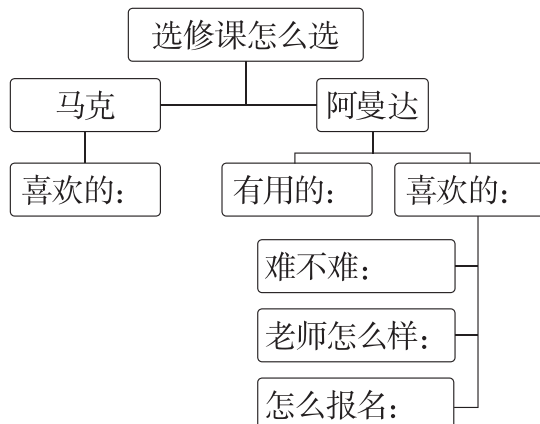 选修课怎么选
马克
阿曼达
喜欢的：
有用的：
喜欢的：
难不难：
老师怎么样：
怎么报名：